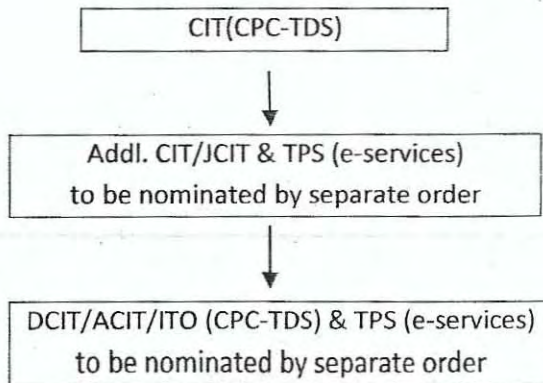 CIT(CPC-TDS)
Addl. CIT/JCIT & TPS (e-services)
to be nominated by separate order
DCIT/ACIT/ITO (CPC-TDS) & TPS (e-services)
to be nominated by separate order